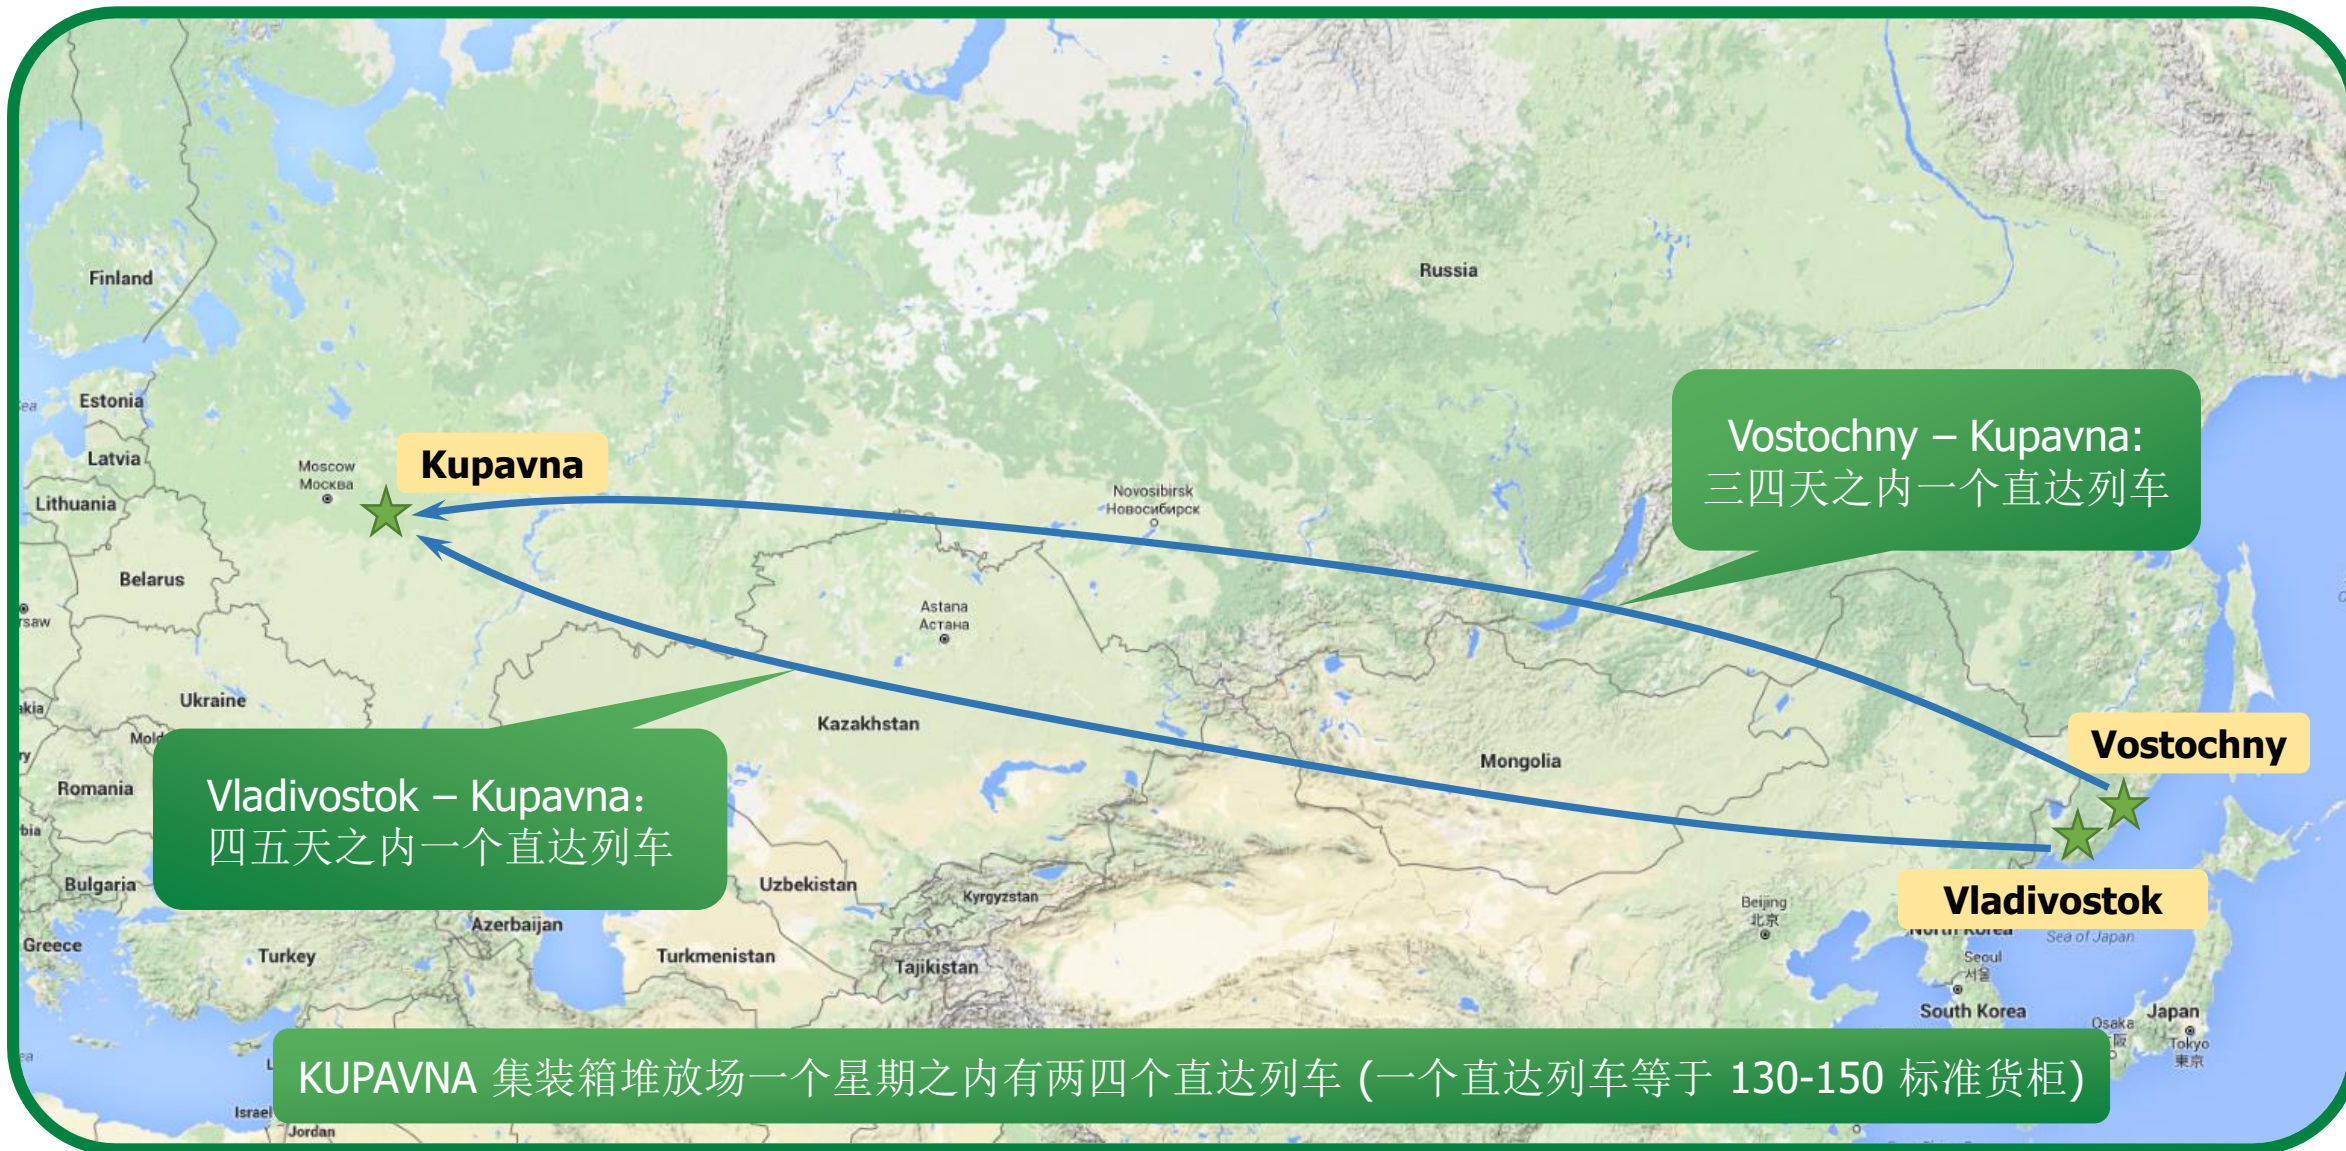 Finland
Russia
Estonia
Latvia
Lithuania
Moscow
Москва
Kupavna
Novosibirsk
Новосибирск
Vostochny – Kupavna:
三四天之内一个直达列车
Belarus
Astana
Астана
Ukraine
Kazakhstan
Mongolia
Vostochny
Romania
Vladivostok – Kupavna：
四五天之内一个直达列车
Bulgaria
Uzbekistan
Kyrgyzstan
Beijing
北京
Vladivostok
North Korea
Sea of Japan
Greece
Turkey
Azerbaijan
Turkmenistan
Tajikistan
Seoul
서울
South Korea
Japan
Osaka
Tokyo
東京
KUPAVNA 集装箱堆放场一个星期之内有两四个直达列车 (一个直达列车等于 130-150 标准货柜)
Israel
Jordan